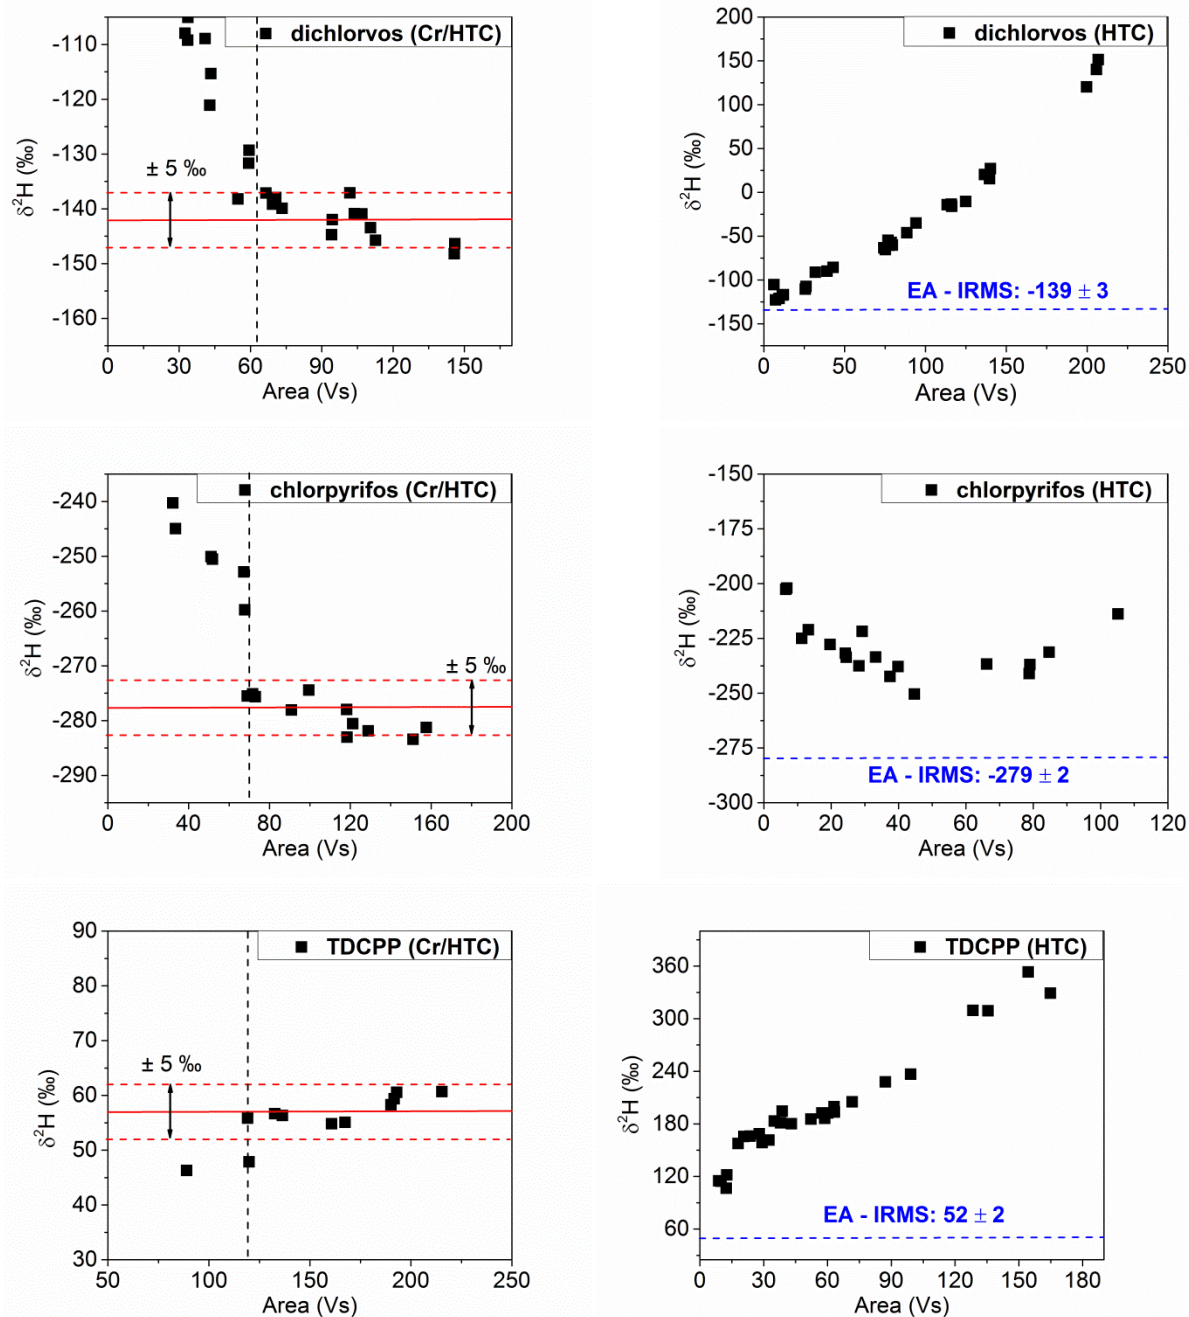 dichlorvos (Cr/HTC)
-110
-120
-130
-140
-150
-160
± 5 ‰
δ²H (‰)
0 30 60 90 120 150
Area (Vs)
dichlorvos (HTC)
200
150
100
50
0
-50
-100
-150
δ²H (‰)
EA - IRMS: -139 ± 3
0 50 100 150 200 250
Area (Vs)
chlorpyrifos (Cr/HTC)
-240
-250
-260
-270
-280
-290
± 5 ‰
δ²H (‰)
0 40 80 120 160 200
Area (Vs)
chlorpyrifos (HTC)
-150
-175
-200
-225
-250
-275
-300
δ²H (‰)
EA - IRMS: -279 ± 2
0 20 40 60 80 100 120
Area (Vs)
TDCPP (Cr/HTC)
90
80
70
60
50
40
30
± 5 ‰
δ²H (‰)
50 100 150 200 250
Area (Vs)
TDCPP (HTC)
360
300
240
180
120
60
δ²H (‰)
EA - IRMS: 52 ± 2
0 30 60 90 120 150 180
Area (Vs)